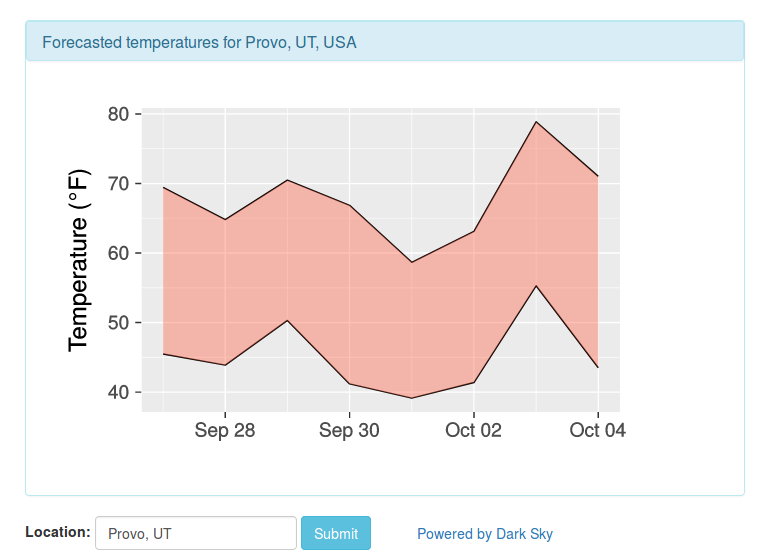 Forecasted temperatures for Provo, UT, USA
Temperature (°F)
80
70
60
50
40
Sep 28 Sep 30 Oct 02 Oct 04
Location: Provo, UT Submit Powered by Dark Sky